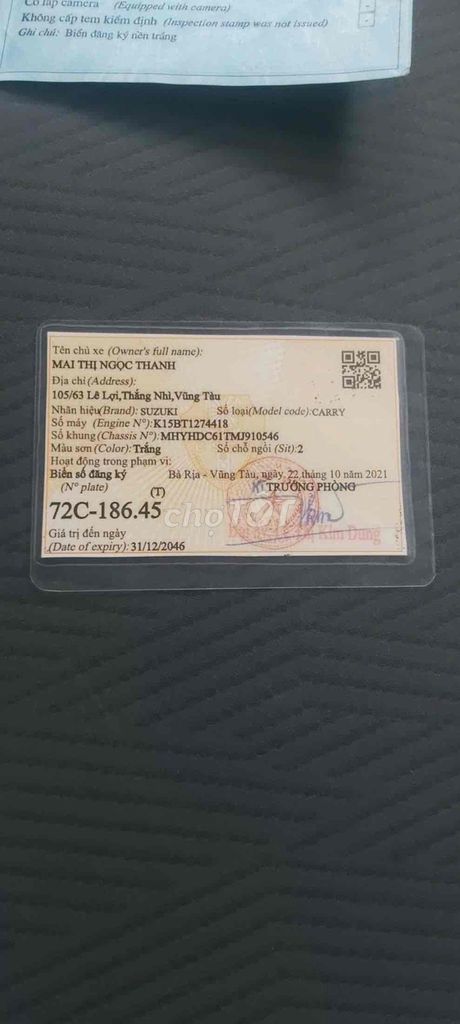 Có lắp camera (Equipped with camera)
Không cấp tem kiểm định (Inspection stamp was not issued)
Ghi chú: Biển đăng ký nền trắng
Tên chủ xe (Owner's full name):
MAI THỊ NGỌC THANH
Địa chỉ (Address):
105/63 Lê Lợi,Thắng Nhì,Vũng Tàu
Nhãn hiệu(Brand): SUZUKI Số loại(Model code):CARRY
Số máy (Engine Nº):K15BT1274418
Số khung(Chassis Nº):MHYHDC61TMJ910546
Màu sơn (Color): Trắng Số chỗ ngồi (Sit):2
Hoạt động trong phạm vi:
Biển số đăng ký Bà Rịa - Vũng Tàu, ngày 22 tháng 10 năm 2021
(Nº plate) (T) KT TRƯỞNG PHÒNG
72C-186.45
chợTỐT
Kim Dung
Giá trị đến ngày
(Date of expiry): 31/12/2046